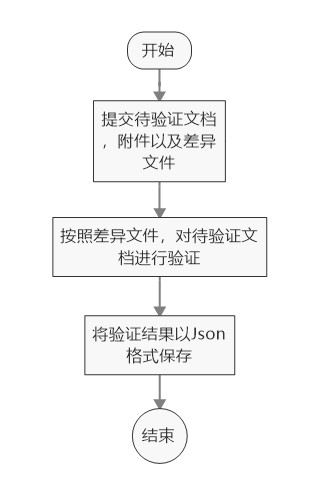 开始
提交待验证文档
，附件以及差异
文件
按照差异文件，对待验证文
档进行验证
将验证结果以Json
格式保存
结束